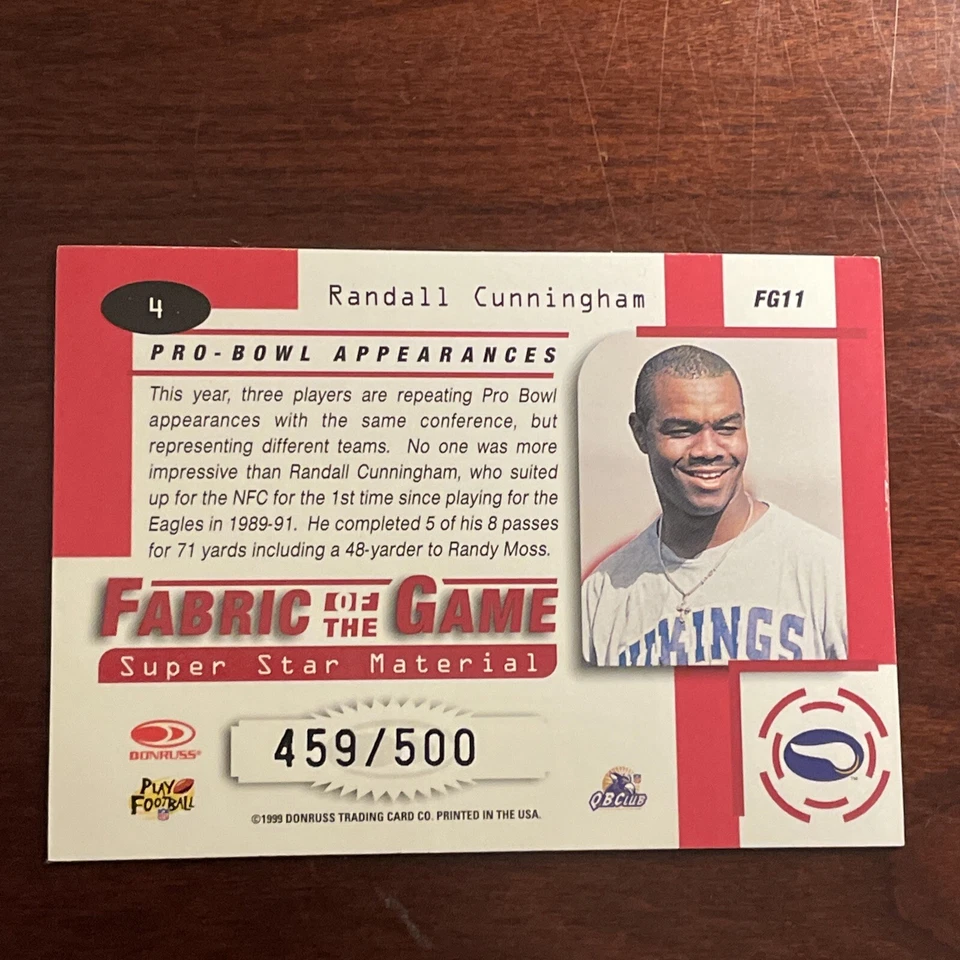 4
Randall Cunningham
FG11
PRO-BOWL APPEARANCES
This year, three players are repeating Pro Bowl
appearances with the same conference, but
representing different teams. No one was more
impressive than Randall Cunningham, who suited
up for the NFC for the 1st time since playing for the
Eagles in 1989-91. He completed 5 of his 8 passes
for 71 yards including a 48-yarder to Randy Moss.
FABRIC OF THE GAME
Super Star Material
VIKINGS
DONRUSS®
459/500
PLAY
FOOTBALL
QB CLUB
©1999 DONRUSS TRADING CARD CO. PRINTED IN THE USA.